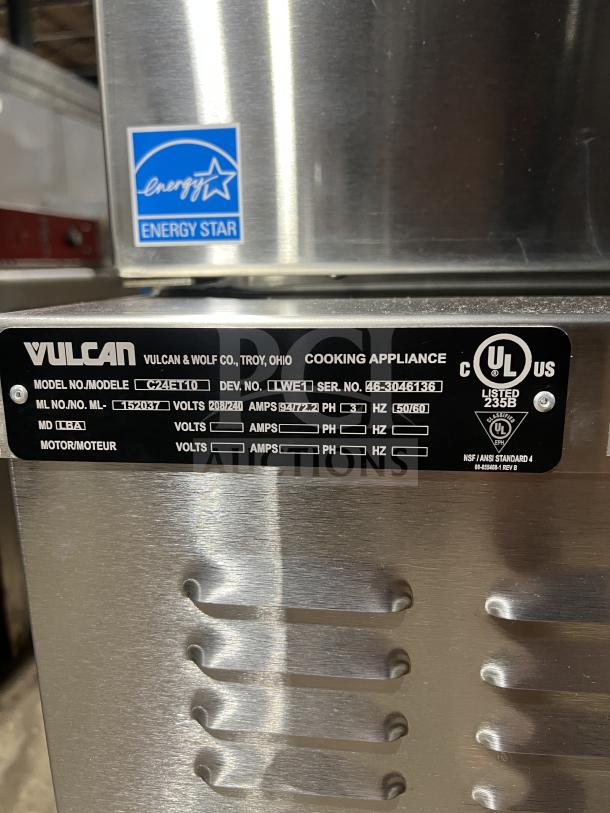 energy
ENERGY STAR
VULCAN VULCAN & WOLF CO., TROY, OHIO COOKING APPLIANCE
MODEL NO./MODELE C24ET10 DEV. NO. LWE1 SER. NO. 46-3046136
ML NO./NO. ML- 152037 VOLTS 208/240 AMPS 94/72.2 PH 3 HZ 50/60
MD LBA VOLTS AMPS PH HZ
MOTOR/MOTEUR VOLTS AMPS PH HZ
C UL US
LISTED
235B
CLASSIFIED
UL
EPH
NSF / ANSI STANDARD 4
PCI
AUCTIONS